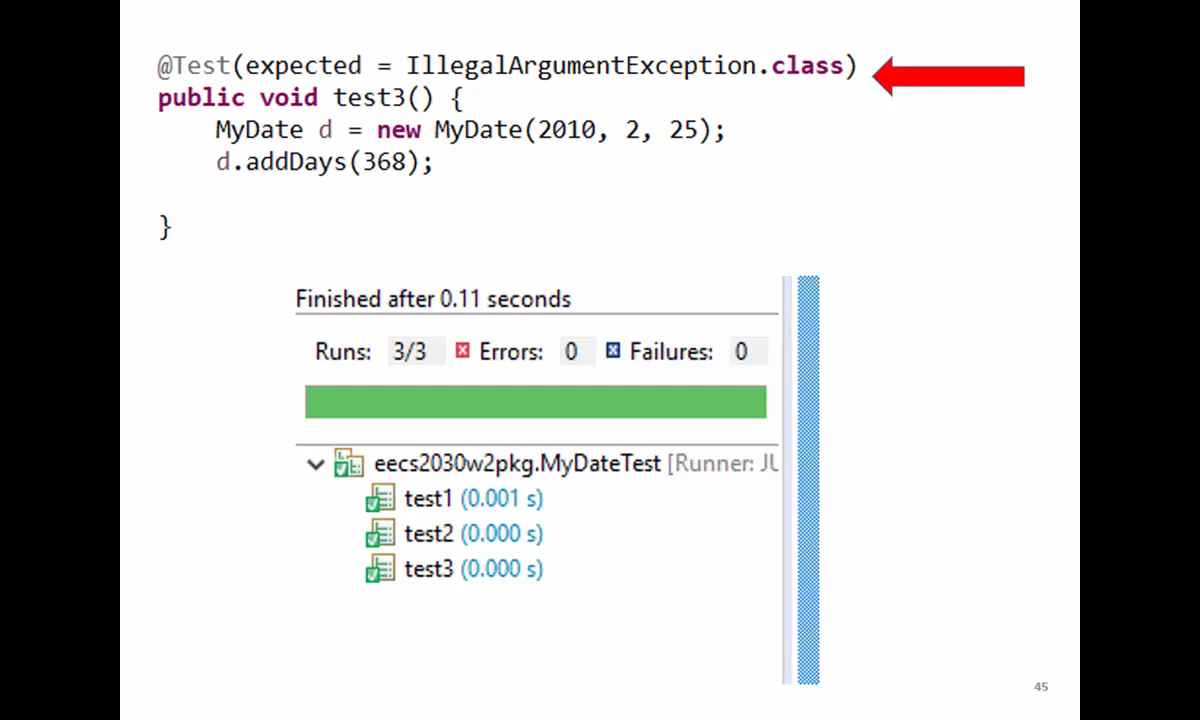 @Test(expected = IllegalArgumentException.class)
public void test3() {
MyDate d = new MyDate(2010, 2, 25);
d.addDays(368);
}
Finished after 0.11 seconds
Runs: 3/3 Errors: 0 Failures: 0
eecs2030w2pkg.MyDateTest [Runner: JU
test1 (0.001 s)
test2 (0.000 s)
test3 (0.000 s)
45